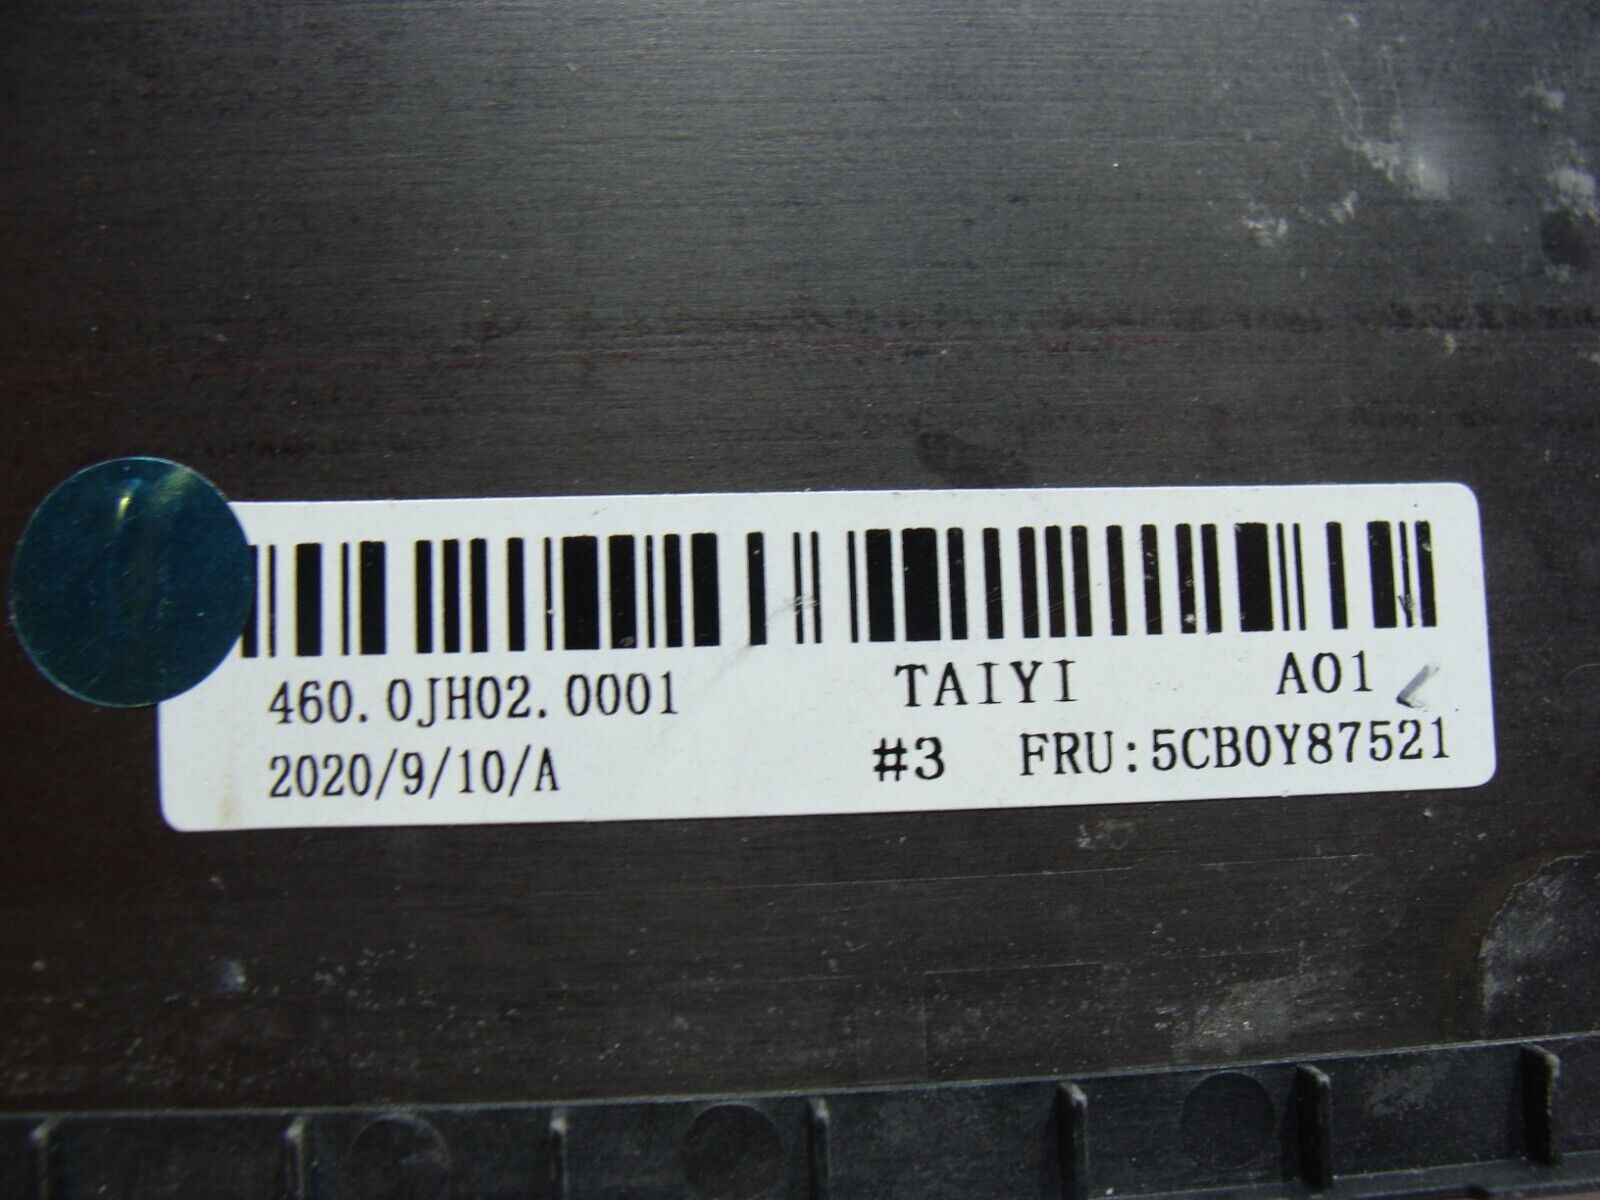 460.0JH02.0001 TAIYI A01
2020/9/10/A #3 FRU:5CB0Y87521